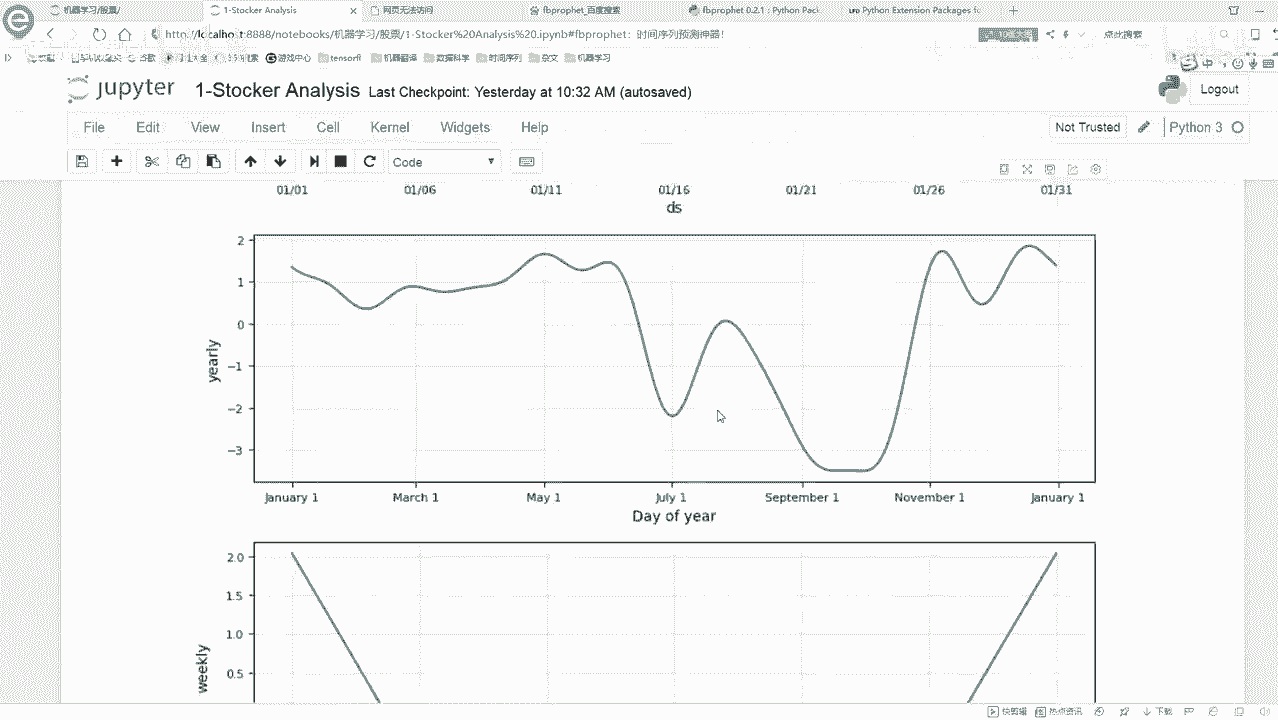 机器学习/股票/
1-Stocker Analysis
网页无法访问
fbprophet_百度搜索
fbprophet 0.2.1 : Python Pack
Python Extension Packages fo
http://localhost:8888/notebooks/机器学习/股票/1-Stocker%20Analysis%20.ipynb#fbprophet：时间序列预测神器！
点此搜索
游戏中心
tensorfl
机器翻译
数据科学
时间序列
杂文
机器学习
中
jupyter
1-Stocker Analysis
Last Checkpoint: Yesterday at 10:32 AM (autosaved)
Logout
File
Edit
View
Insert
Cell
Kernel
Widgets
Help
Not Trusted
Python 3
Code
01/01
01/06
01/11
01/16
01/21
01/26
01/31
ds
2
1
0
−1
−2
−3
yearly
January 1
March 1
May 1
July 1
September 1
November 1
January 1
Day of year
2.0
1.5
1.0
0.5
weekly
快剪辑
热点资讯
下载